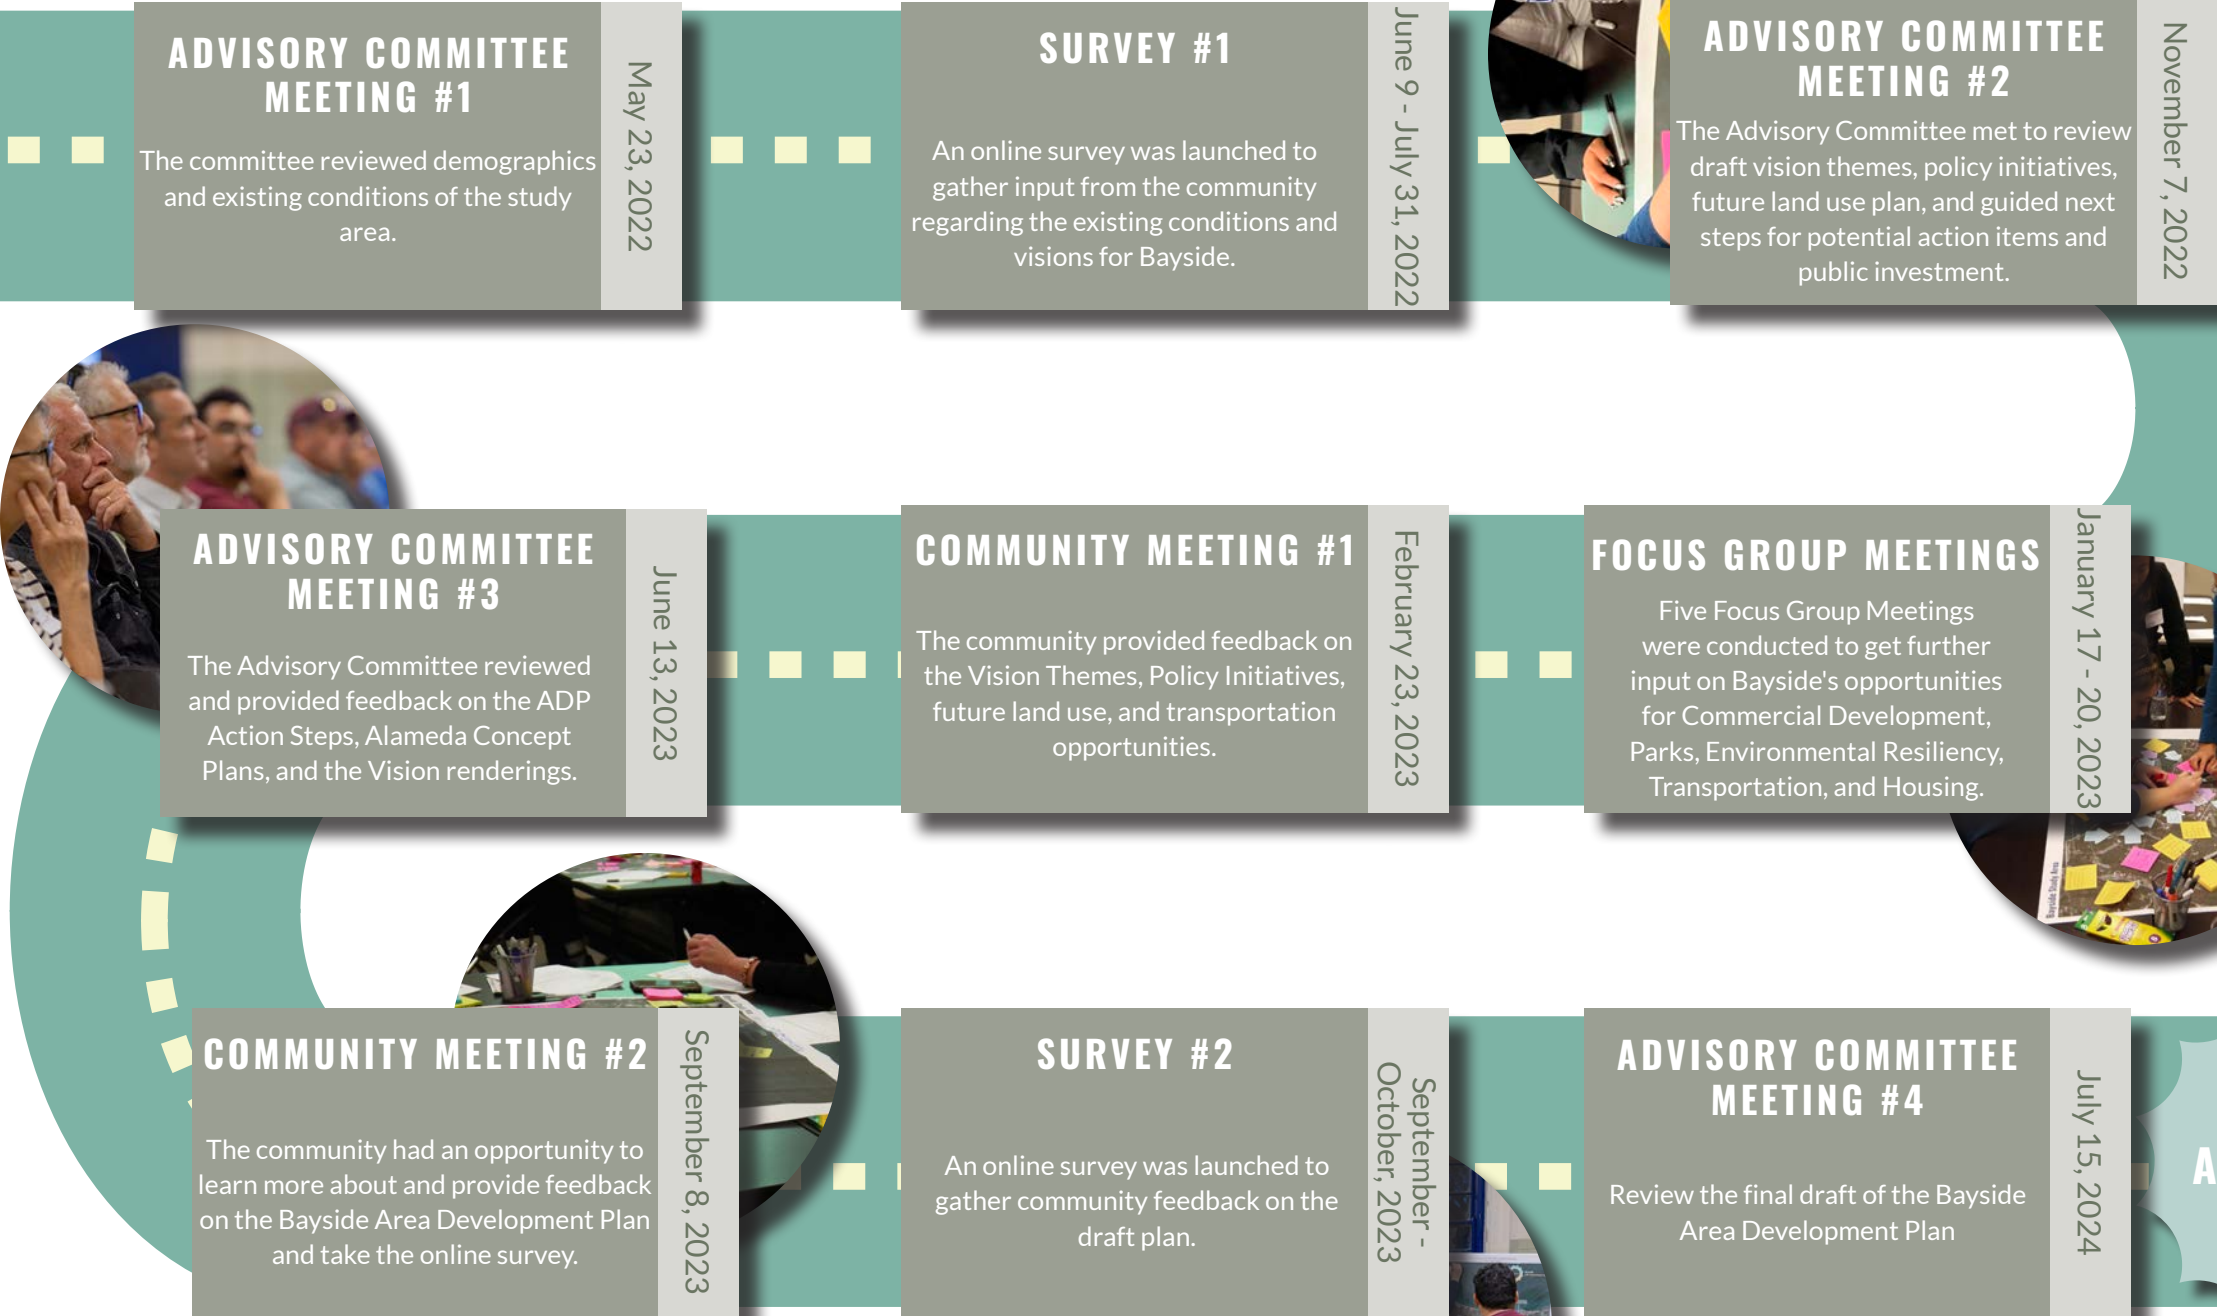 ADVISORY COMMITTEE
MEETING #1
The committee reviewed demographics
and existing conditions of the study
area.
May 23, 2022
SURVEY #1
An online survey was launched to
gather input from the community
regarding the existing conditions and
visions for Bayside.
June 9 - July 31, 2022
ADVISORY COMMITTEE
MEETING #2
The Advisory Committee met to review
draft vision themes, policy initiatives,
future land use plan, and guided next
steps for potential action items and
public investment.
November 7, 2022
ADVISORY COMMITTEE
MEETING #3
The Advisory Committee reviewed
and provided feedback on the ADP
Action Steps, Alameda Concept
Plans, and the Vision renderings.
June 13, 2023
COMMUNITY MEETING #1
The community provided feedback on
the Vision Themes, Policy Initiatives,
future land use, and transportation
opportunities.
February 23, 2023
FOCUS GROUP MEETINGS
Five Focus Group Meetings
were conducted to get further
input on Bayside's opportunities
for Commercial Development,
Parks, Environmental Resiliency,
Transportation, and Housing.
January 17 - 20, 2023
Bayside Study Area
COMMUNITY MEETING #2
The community had an opportunity to
learn more about and provide feedback
on the Bayside Area Development Plan
and take the online survey.
September 8, 2023
SURVEY #2
An online survey was launched to
gather community feedback on the
draft plan.
September -
October, 2023
ADVISORY COMMITTEE
MEETING #4
Review the final draft of the Bayside
Area Development Plan
July 15, 2024
A